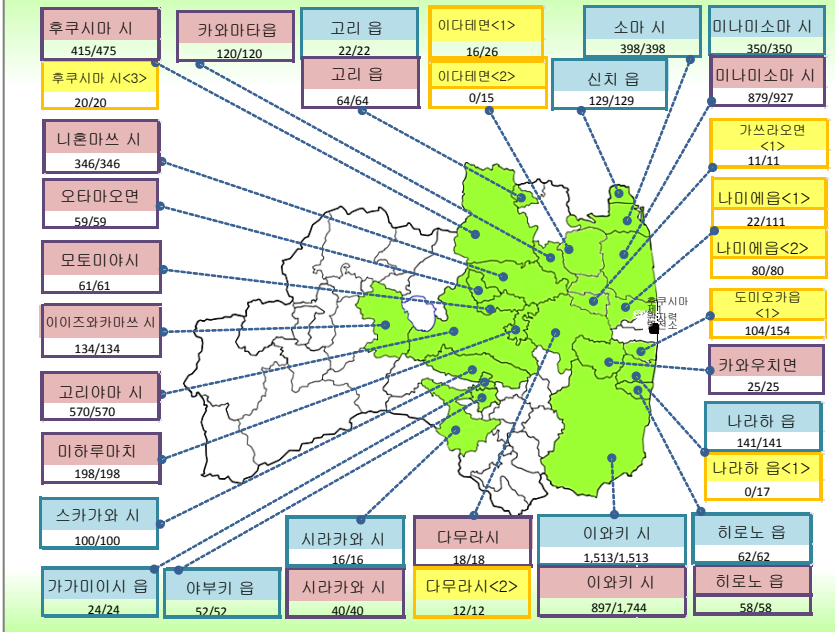 후쿠시마 시
415/475
후쿠시마 시<3>
20/20
카와마타읍
120/120
고리 읍
22/22
고리 읍
64/64
이다테면<1>
16/26
이다테면<2>
0/15
소마 시
398/398
신치 읍
129/129
미나미소마 시
350/350
미나미소마 시
879/927
니혼마쓰 시
346/346
오타마오면
59/59
모토미야시
61/61
이이즈와카마쓰 시
134/134
고리야마 시
570/570
미하루마치
198/198
스카가와 시
100/100
가가미이시 읍
24/24
야부키 읍
52/52
가쓰라오면
<1>
11/11
나미에읍<1>
22/111
나미에읍<2>
80/80
후쿠시마
제1
원자력
발전소
도미오카읍
<1>
104/154
카와우치면
25/25
나라하 읍
141/141
나라하 읍<1>
0/17
시라카와 시
16/16
시라카와 시
40/40
다무라시
18/18
다무라시<2>
12/12
이와키 시
1,513/1,513
이와키 시
897/1,744
히로노 읍
62/62
히로노 읍
58/58